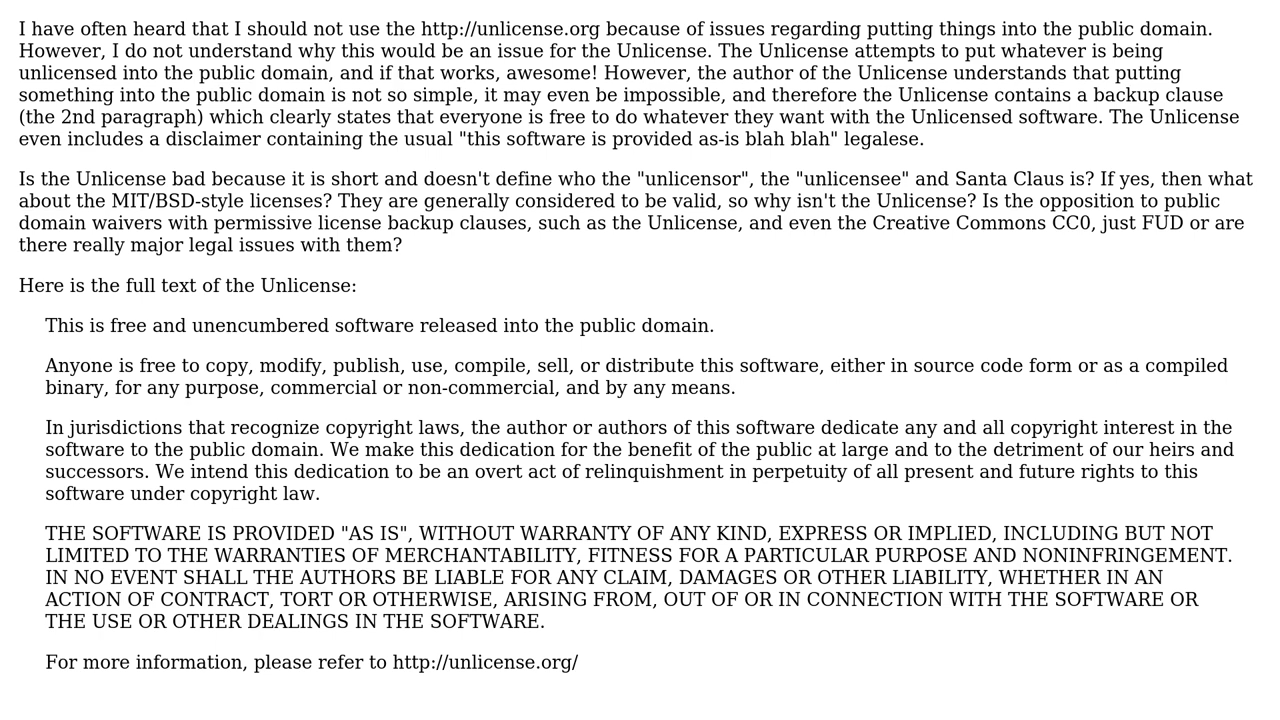 I have often heard that I should not use the http://unlicense.org because of issues regarding putting things into the public domain.
However, I do not understand why this would be an issue for the Unlicense. The Unlicense attempts to put whatever is being
unlicensed into the public domain, and if that works, awesome! However, the author of the Unlicense understands that putting
something into the public domain is not so simple, it may even be impossible, and therefore the Unlicense contains a backup clause
(the 2nd paragraph) which clearly states that everyone is free to do whatever they want with the Unlicensed software. The Unlicense
even includes a disclaimer containing the usual "this software is provided as-is blah blah" legalese.
Is the Unlicense bad because it is short and doesn't define who the "unlicensor", the "unlicensee" and Santa Claus is? If yes, then what
about the MIT/BSD-style licenses? They are generally considered to be valid, so why isn't the Unlicense? Is the opposition to public
domain waivers with permissive license backup clauses, such as the Unlicense, and even the Creative Commons CC0, just FUD or are
there really major legal issues with them?
Here is the full text of the Unlicense:
This is free and unencumbered software released into the public domain.
Anyone is free to copy, modify, publish, use, compile, sell, or distribute this software, either in source code form or as a compiled
binary, for any purpose, commercial or non-commercial, and by any means.
In jurisdictions that recognize copyright laws, the author or authors of this software dedicate any and all copyright interest in the
software to the public domain. We make this dedication for the benefit of the public at large and to the detriment of our heirs and
successors. We intend this dedication to be an overt act of relinquishment in perpetuity of all present and future rights to this
software under copyright law.
THE SOFTWARE IS PROVIDED "AS IS", WITHOUT WARRANTY OF ANY KIND, EXPRESS OR IMPLIED, INCLUDING BUT NOT
LIMITED TO THE WARRANTIES OF MERCHANTABILITY, FITNESS FOR A PARTICULAR PURPOSE AND NONINFRINGEMENT.
IN NO EVENT SHALL THE AUTHORS BE LIABLE FOR ANY CLAIM, DAMAGES OR OTHER LIABILITY, WHETHER IN AN
ACTION OF CONTRACT, TORT OR OTHERWISE, ARISING FROM, OUT OF OR IN CONNECTION WITH THE SOFTWARE OR
THE USE OR OTHER DEALINGS IN THE SOFTWARE.
For more information, please refer to http://unlicense.org/